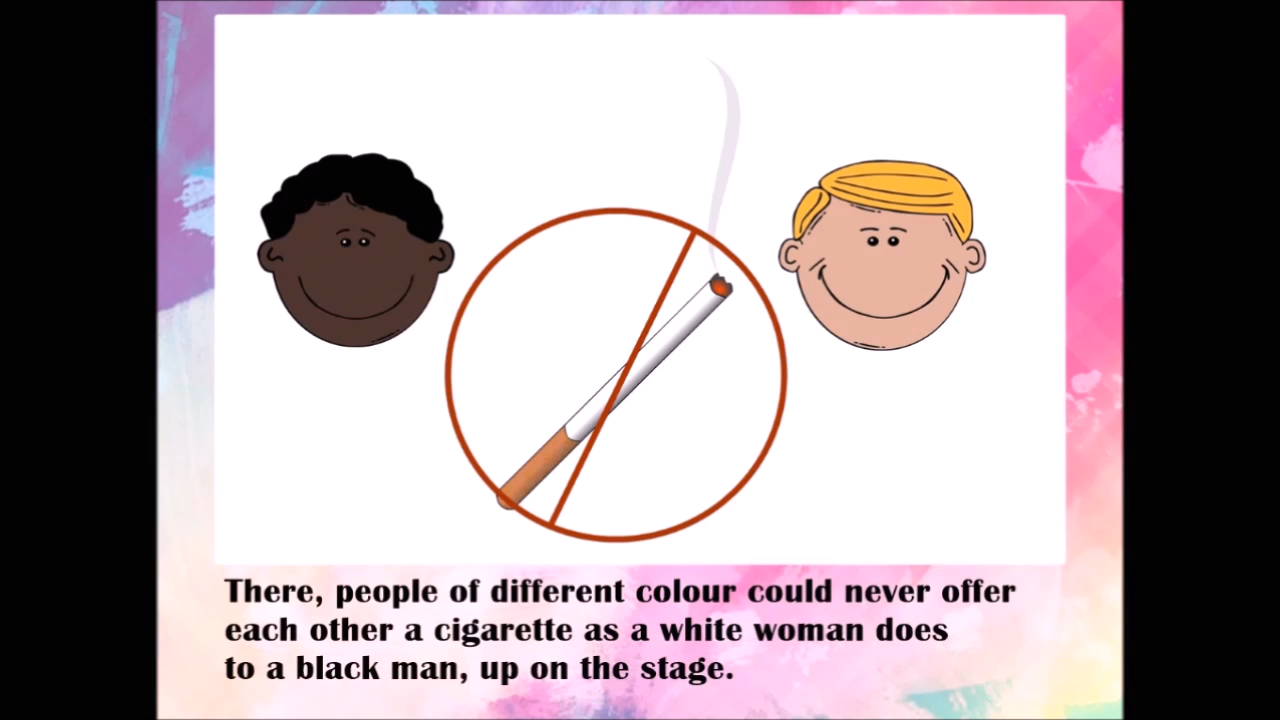 There, people of different colour could never offer
each other a cigarette as a white woman does
to a black man, up on the stage.